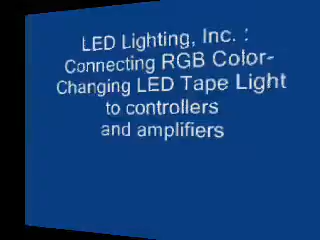 LED Lighting, Inc. :
Connecting RGB Color-
Changing LED Tape Light
to controllers
and amplifiers